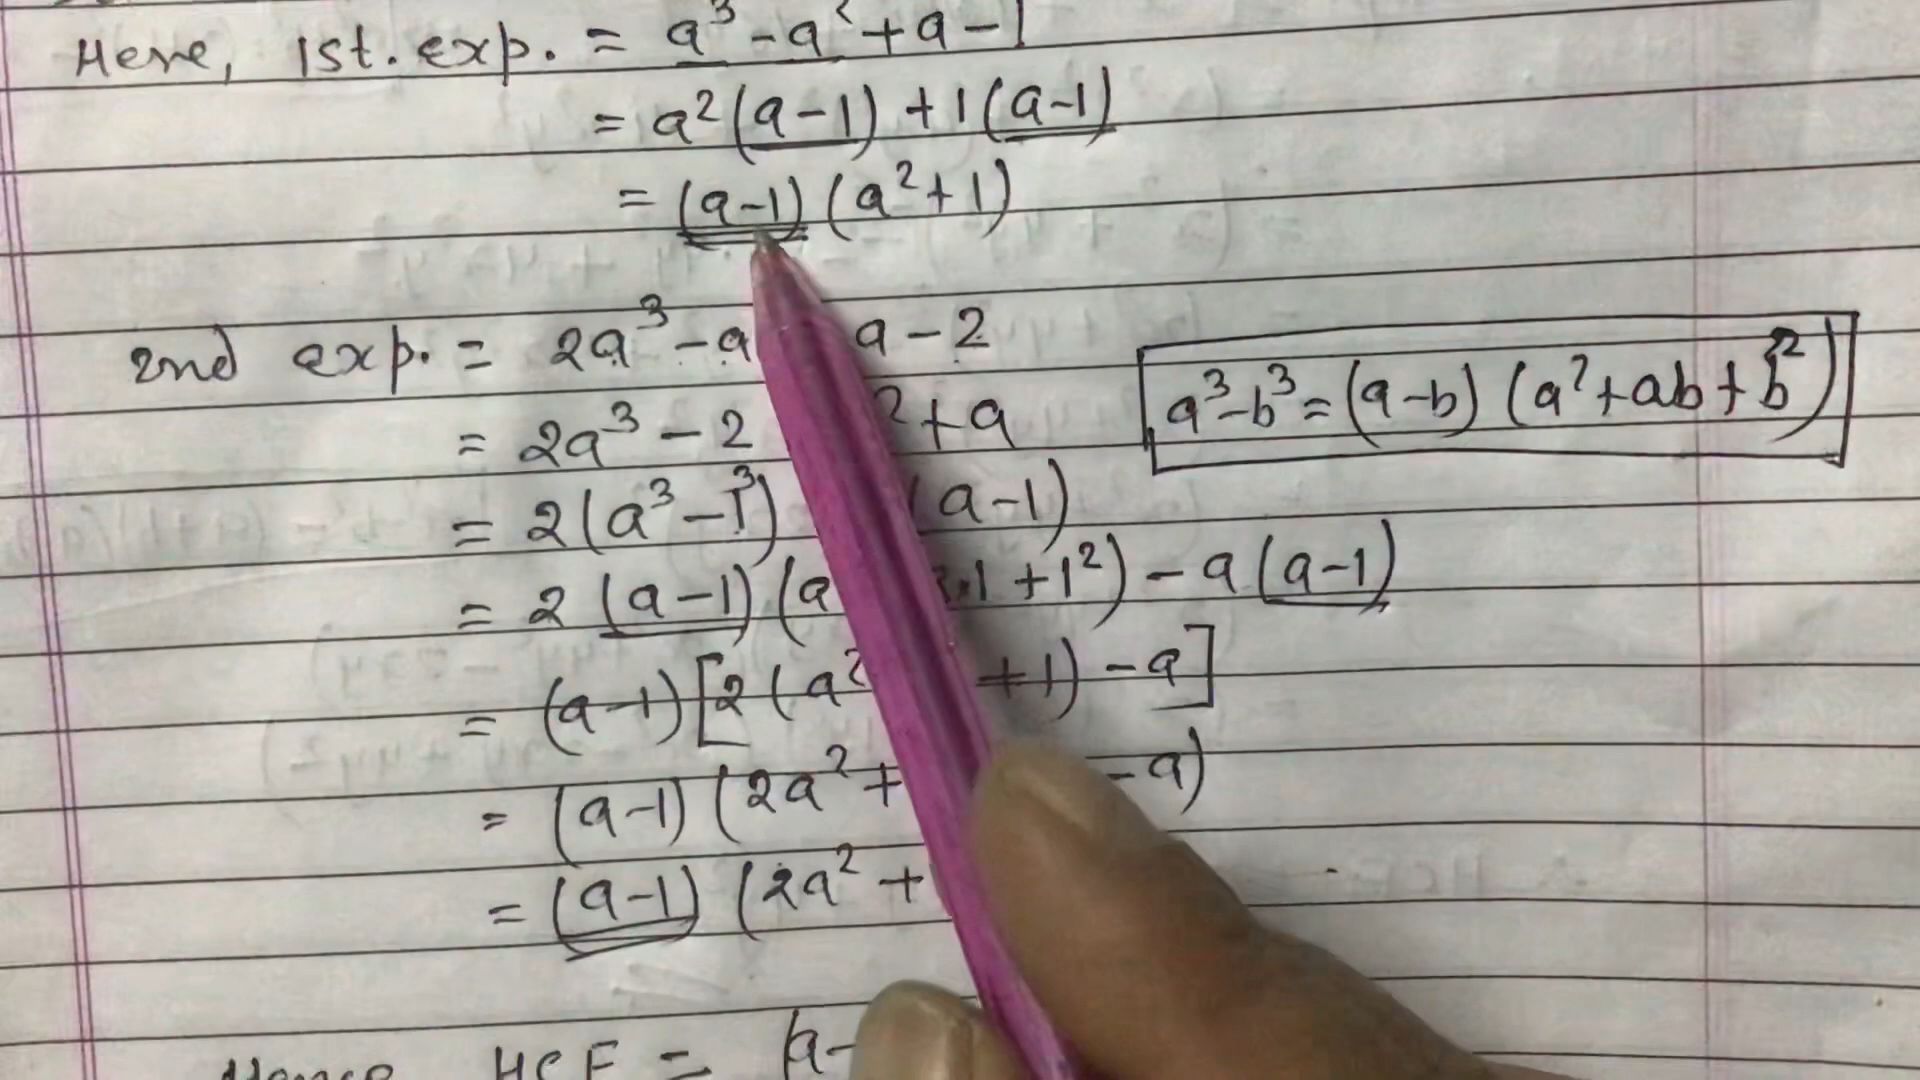 Here, 1st. exp. = a³ - a² + a - 1
= a²(a-1) + 1(a-1)
= (a-1) (a²+1)
2nd exp. = 2a³ - a a - 2
= 2a³ - 2 ² + a
a³-b³ = (a-b) (a²+ab+b²)
= 2(a³ - 1³) (a-1)
= 2 (a-1) (a .1 + 1²) - a (a-1)
= (a-1) [2 (a² +1) - a]
= (a-1) (2a² + - a)
= (a-1) (2a² +
Hence HCF = (a-